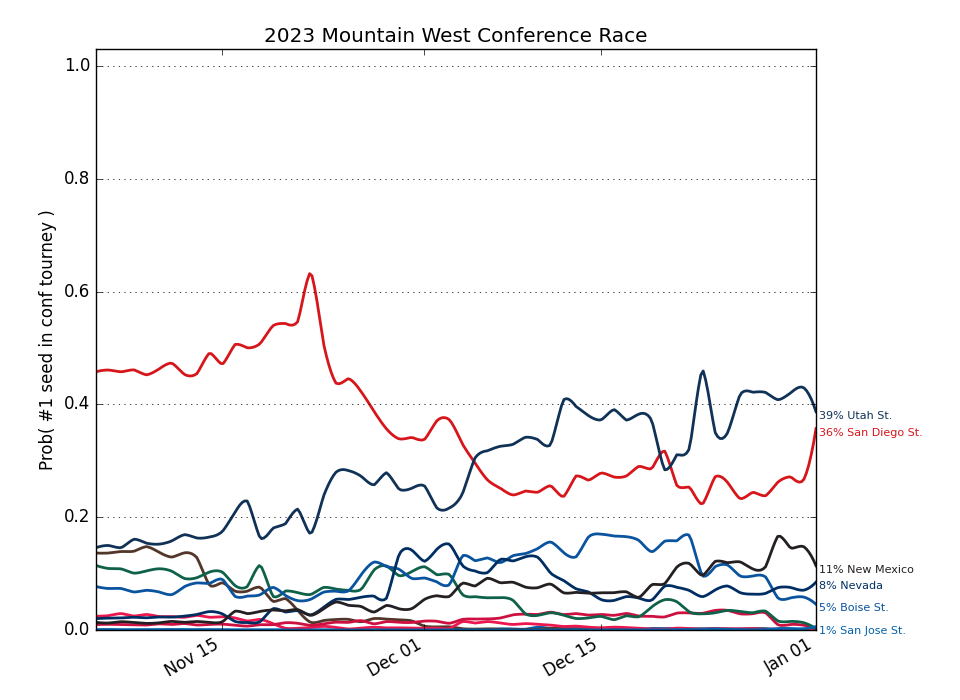 2023 Mountain West Conference Race
Prob( #1 seed in conf tourney )
1.0
0.8
0.6
0.4
0.2
0.0
39% Utah St.
36% San Diego St.
11% New Mexico
8% Nevada
5% Boise St.
1% San Jose St.
Nov 15
Dec 01
Dec 15
Jan 01